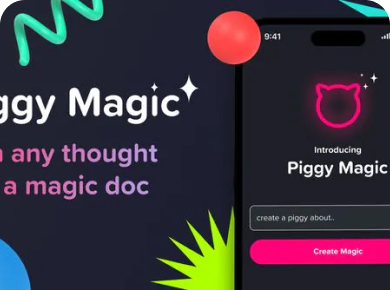 ggy Magic
any thought
a magic doc
9:41
Introducing
Piggy Magic
create a piggy about..
Create Magic